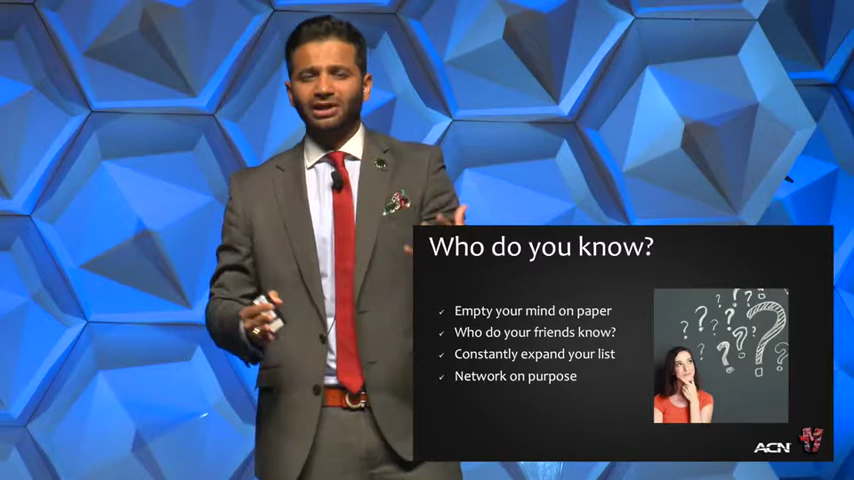 Who do you know?
Empty your mind on paper
Who do your friends know?
Constantly expand your list
Network on purpose
ACN